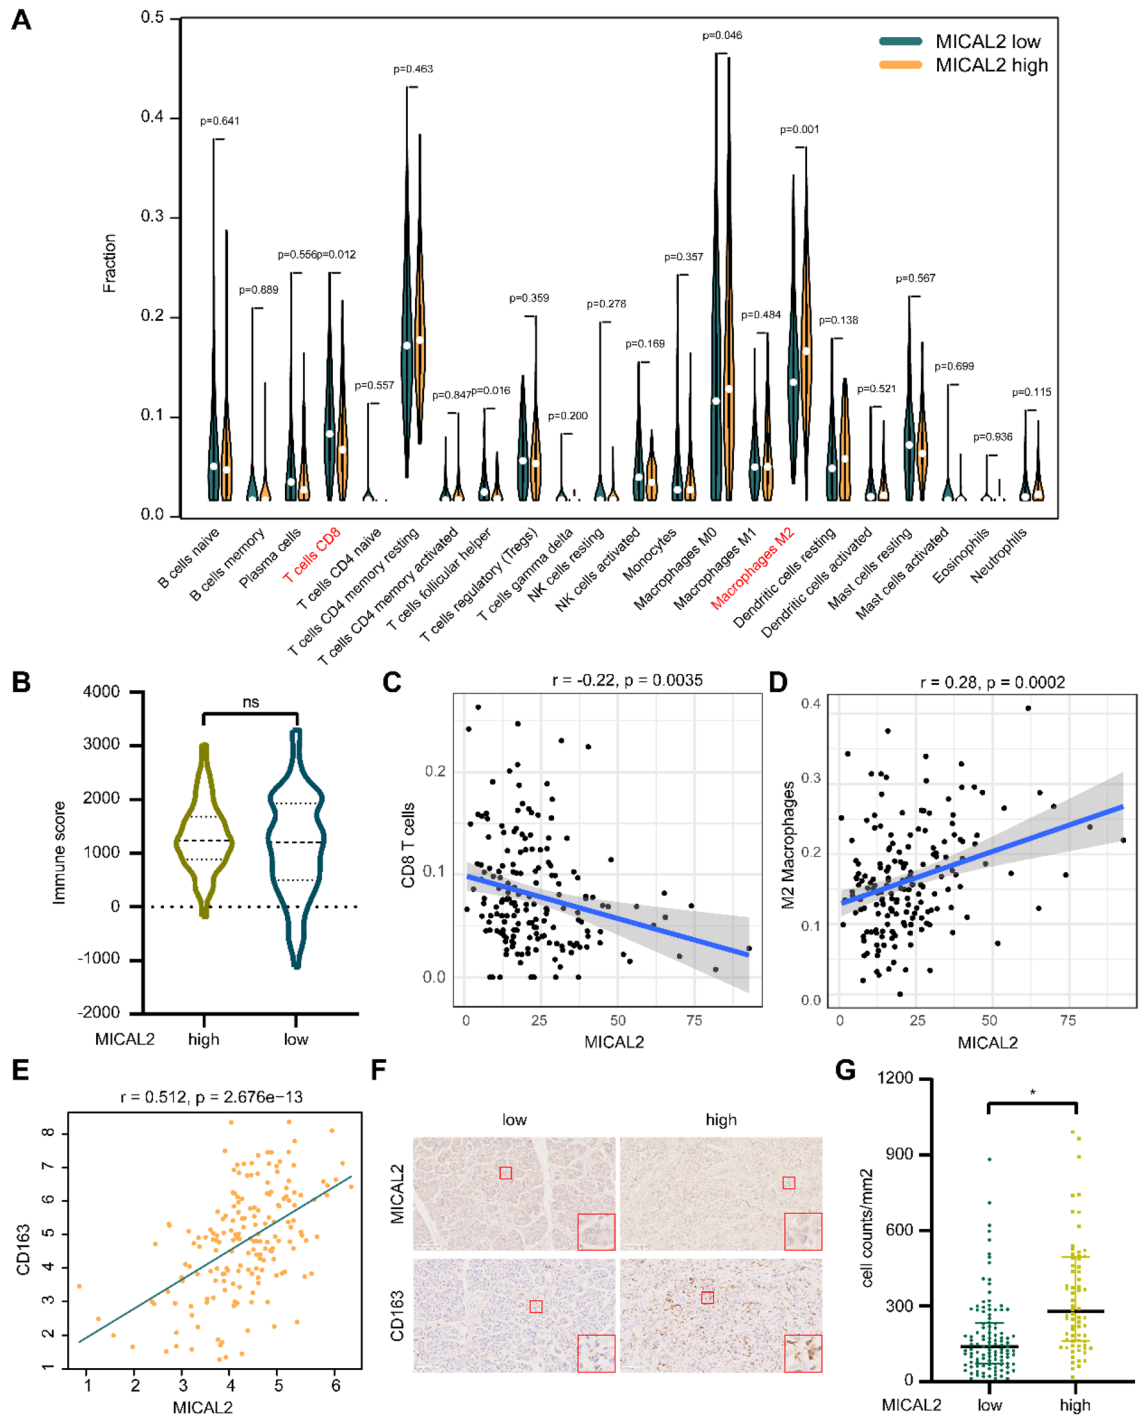 A
MICAL2 low
MICAL2 high
Fraction
0.5
0.4
0.3
0.2
0.1
0.0
p=0.641
p=0.889
p=0.556
p=0.012
p=0.557
p=0.463
p=0.847
p=0.016
p=0.359
p=0.200
p=0.278
p=0.169
p=0.357
p=0.046
p=0.484
p=0.001
p=0.138
p=0.521
p=0.567
p=0.699
p=0.936
p=0.115
B cells naive
B cells memory
Plasma cells
T cells CD8
T cells CD4 naive
T cells CD4 memory resting
T cells CD4 memory activated
T cells follicular helper
T cells regulatory (Tregs)
T cells gamma delta
NK cells resting
NK cells activated
Monocytes
Macrophages M0
Macrophages M1
Macrophages M2
Dendritic cells resting
Dendritic cells activated
Mast cells resting
Mast cells activated
Eosinophils
Neutrophils
B
Immune score
4000
3000
2000
1000
0
-1000
-2000
ns
MICAL2
high
low
C
r = -0.22, p = 0.0035
CD8 T cells
0.2
0.1
0.0
0
25
50
75
MICAL2
D
r = 0.28, p = 0.0002
M2 Macrophages
0.4
0.3
0.2
0.1
0.0
0
25
50
75
MICAL2
E
r = 0.512, p = 2.676e−13
CD163
8
7
6
5
4
3
2
1
1
2
3
4
5
6
MICAL2
F
low
high
MICAL2
CD163
G
cell counts/mm2
1200
900
600
300
0
*
MICAL2
low
high